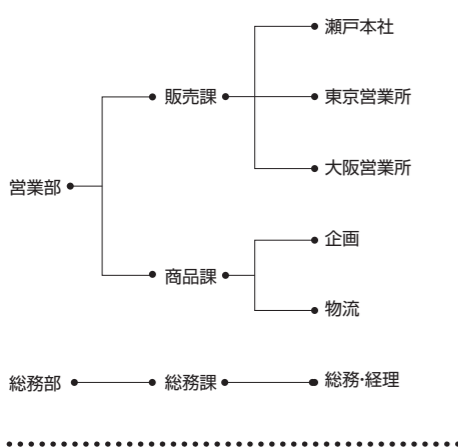 瀬戸本社
販売課
東京営業所
大阪営業所
営業部
企画
商品課
物流
総務部
総務課
総務・経理